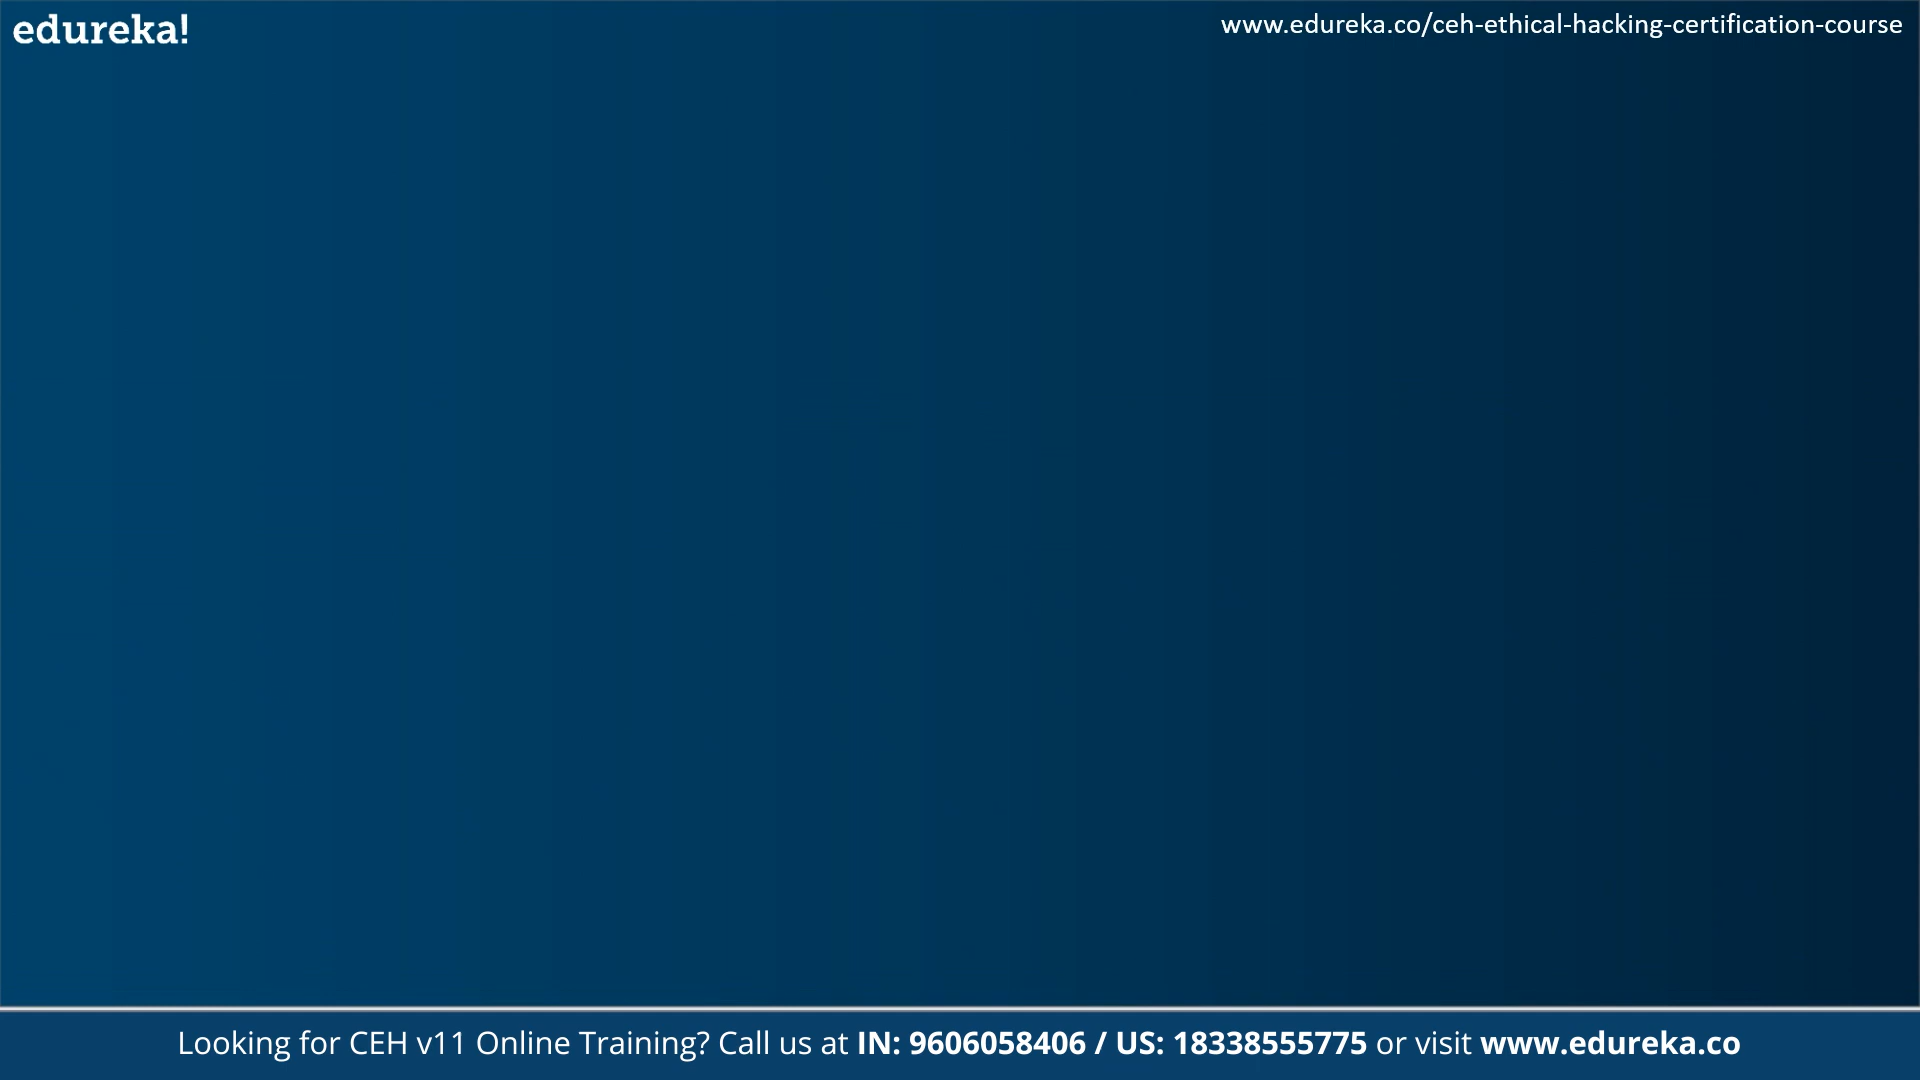 edureka!
www.edureka.co/ceh-ethical-hacking-certification-course
Looking for CEH v11 Online Training? Call us at IN: 9606058406 / US: 18338555775 or visit www.edureka.co